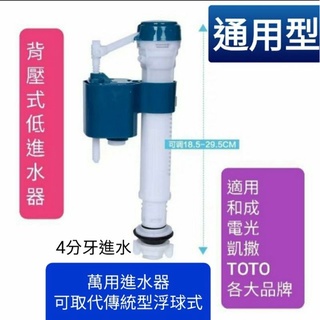 通用型
背壓式低進水器
可调18.5-29.5CM
適用
和成
電光
凱撒
TOTO
各大品牌
4分牙進水
萬用進水器
可取代傳統型浮球式